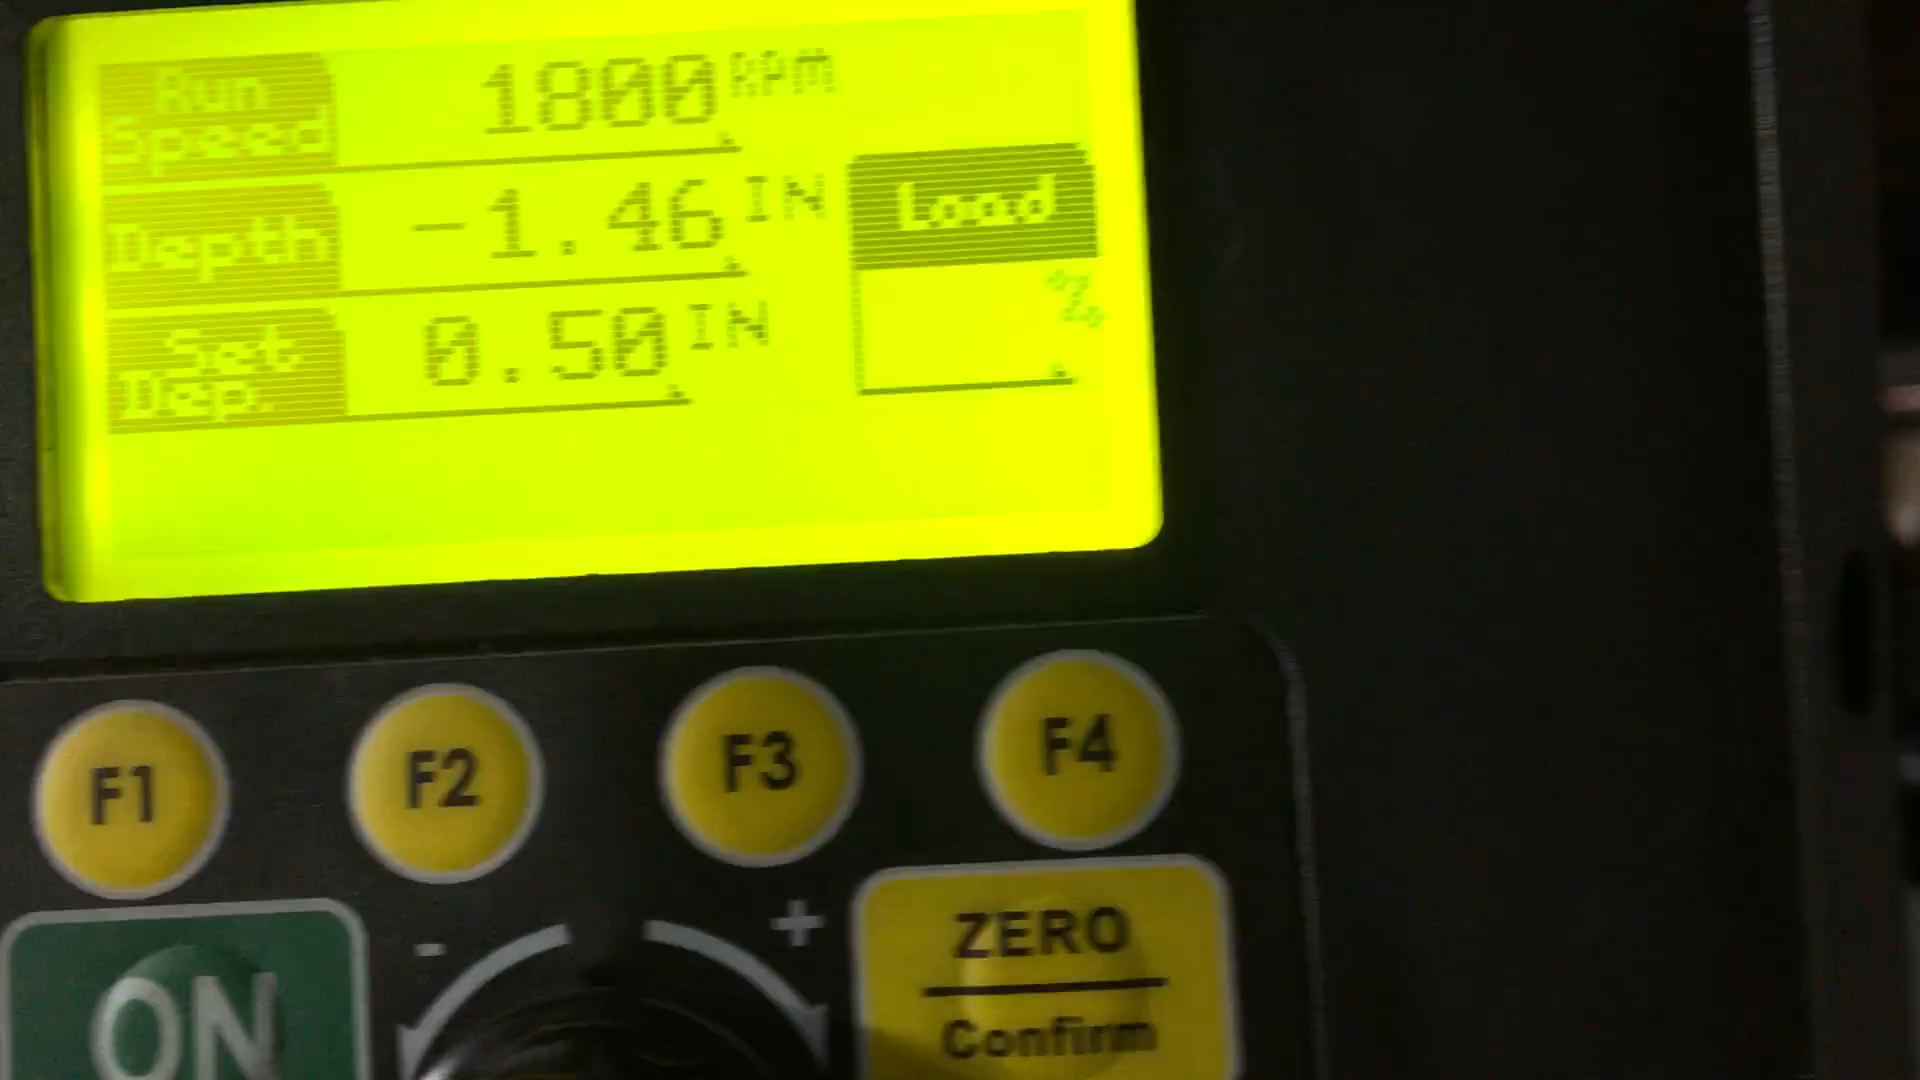 Run
Speed
1800 RPM
Depth
-1.46 IN
Load
%
Set
Dep.
0.50 IN
F1
F2
F3
F4
ON
- +
ZERO
Confirm